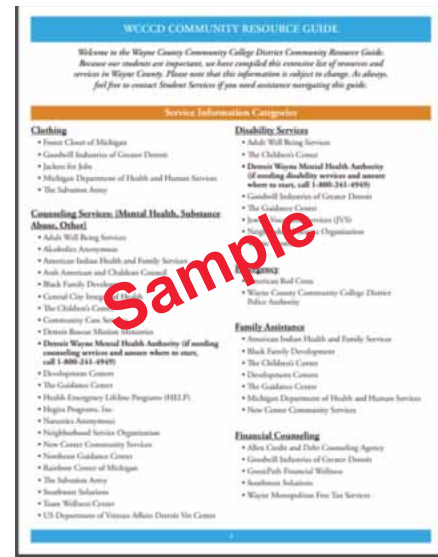 WCCCD COMMUNITY RESOURCE GUIDE
Welcome to the Wayne County Community College District Community Resource Guide.
Because our students are important, we have compiled this extensive list of resources and
services in Wayne County. Please note that this information is subject to change. As always,
feel free to contact Student Services if you need assistance navigating this guide.
Service Information Categories
Clothing
• Forest Closet of Michigan
• Goodwill Industries of Greater Detroit
• Jackets for Jobs
• Michigan Department of Health and Human Services
• The Salvation Army
Counseling Services: (Mental Health, Substance
Abuse, Other)
• Adult Well-Being Services
• Alcoholics Anonymous
• American Indian Health and Family Services
• Arab American and Chaldean Council
• Black Family
• Central City Integrated Health
• The Children's Center
• Community Care
• Detroit Rescue Mission Ministries
• Detroit Wayne Mental Health Authority (if needing
counseling services and unsure where to start,
call 1-800-241-4949)
• Development Centers
• The Guidance Center
• Health Emergency Lifeline Programs (HELP)
• Hegira Programs, Inc.
• Narcotics Anonymous
• Neighborhood Service Organization
• New Center Community Services
• Northeast Guidance Center
• Rainbow Center of Michigan
• The Salvation Army
• Southwest Solutions
• Team Wellness Center
• US Department of Veteran Affairs Detroit Vet Center
Disability Services
• Adult Well Being Services
• The Children's Center
• Detroit Wayne Mental Health Authority
(if needing disability services and unsure
where to start, call 1-800-241-4949)
• Goodwill Industries of Greater Detroit
• The Guidance Center
• Services (JVS)
• Organization
Sample
• American Red Cross
• Wayne County Community College District
Police Authority
Family Assistance
• American Indian Health and Family Services
• Black Family Development
• The Children's Center
• Development Centers
• The Guidance Center
• Michigan Department of Health and Human Services
• New Center Community Services
Financial Counseling
• Allen Credit and Debt Counseling Agency
• Goodwill Industries of Greater Detroit
• GreenPath Financial Wellness
• Southwest Solutions
• Wayne Metropolitan Free Tax Services